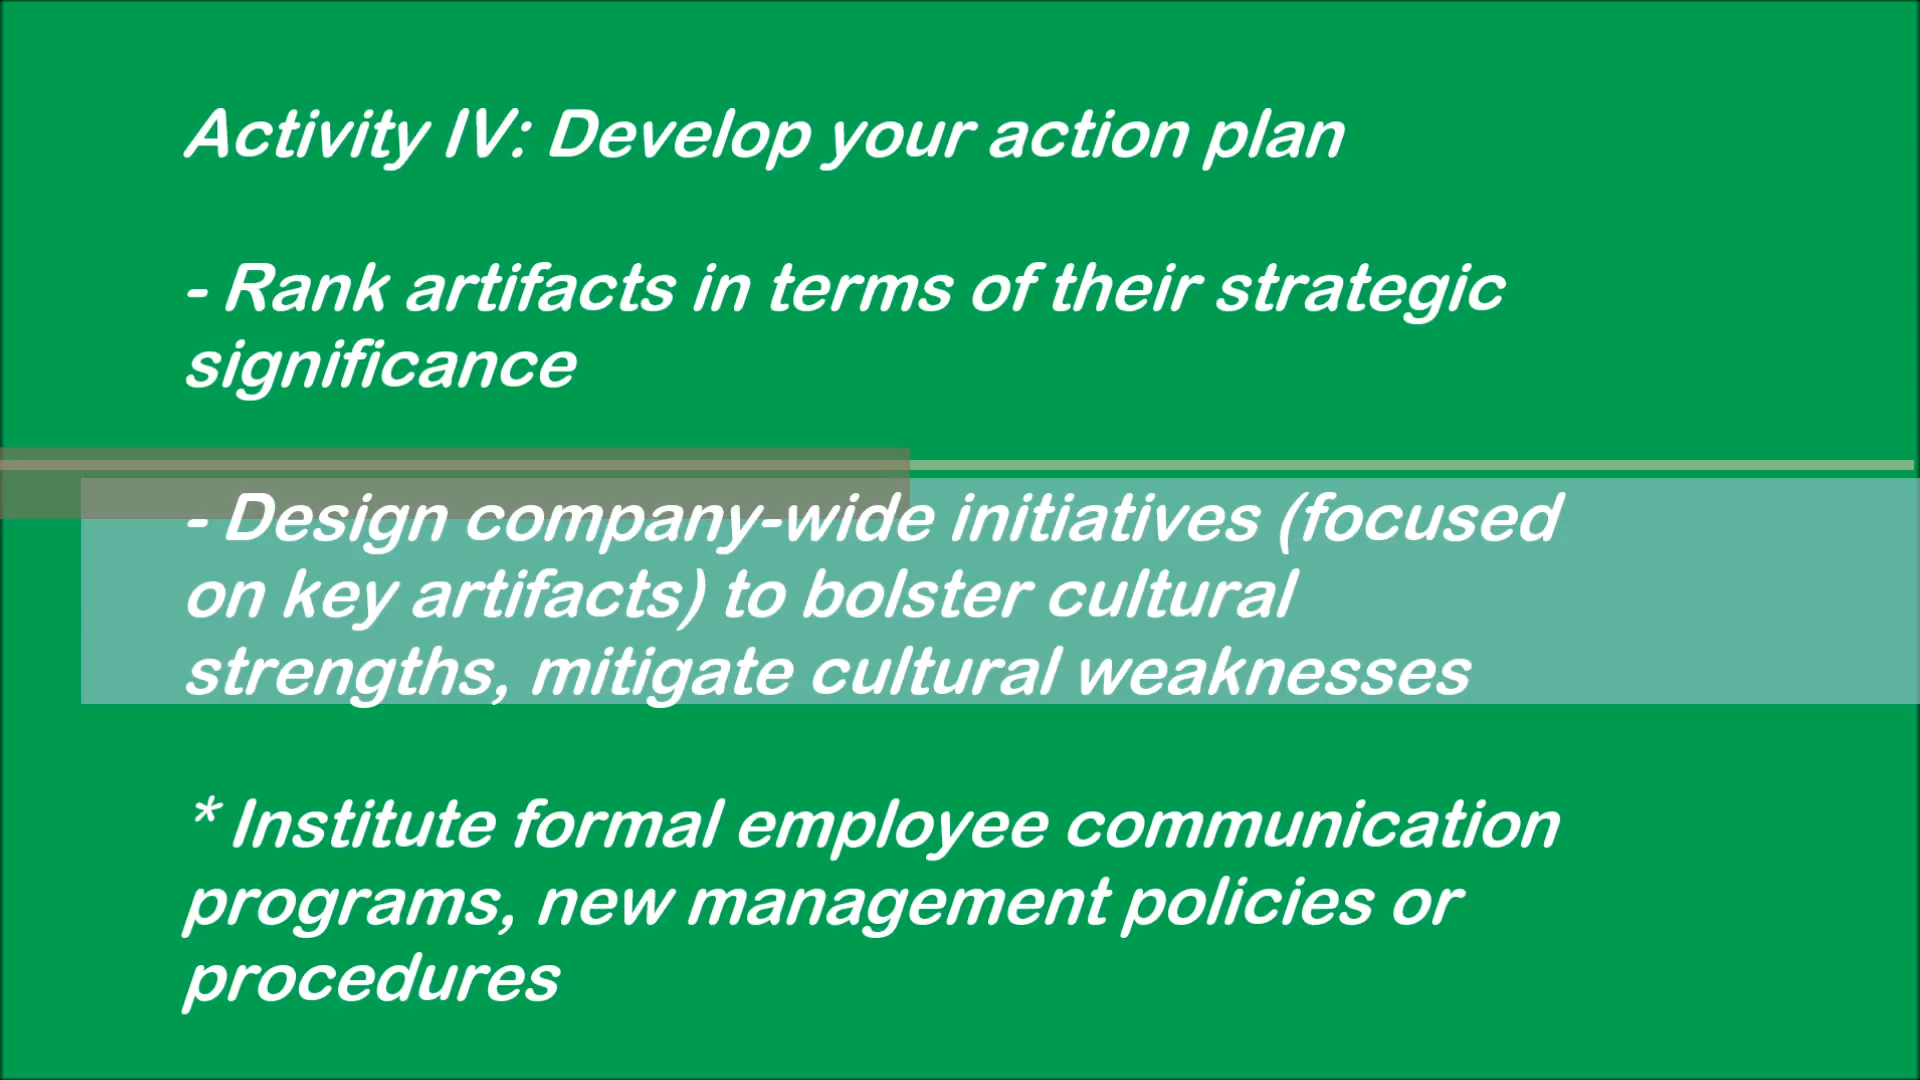 Activity IV: Develop your action plan
- Rank artifacts in terms of their strategic
significance
- Design company-wide initiatives (focused
on key artifacts) to bolster cultural
strengths, mitigate cultural weaknesses
* Institute formal employee communication
programs, new management policies or
procedures